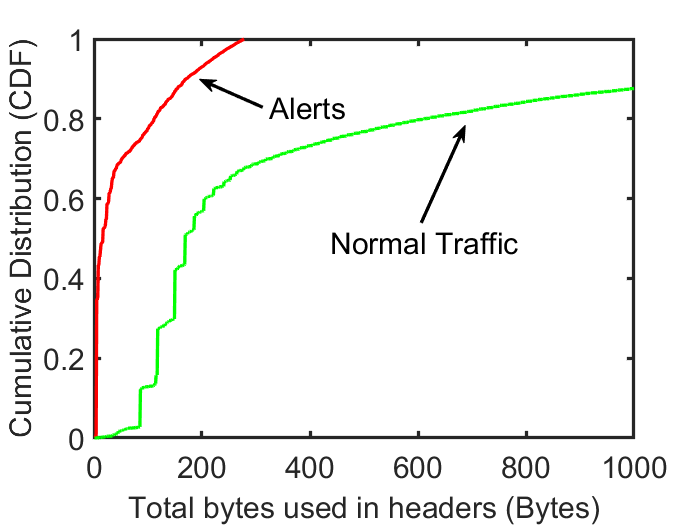 Cumulative Distribution (CDF)
1
0.8
0.6
0.4
0.2
0
Alerts
Normal Traffic
0 200 400 600 800 1000
Total bytes used in headers (Bytes)